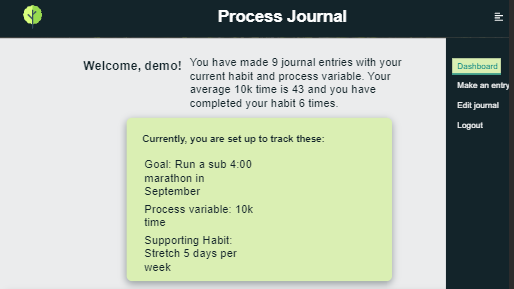 Process Journal
Welcome, demo!
You have made 9 journal entries with your
current habit and process variable. Your
average 10k time is 43 and you have
completed your habit 6 times.
Currently, you are set up to track these:
Goal: Run a sub 4:00
marathon in
September
Process variable: 10k
time
Supporting Habit:
Stretch 5 days per
week
Dashboard
Make an entry
Edit journal
Logout